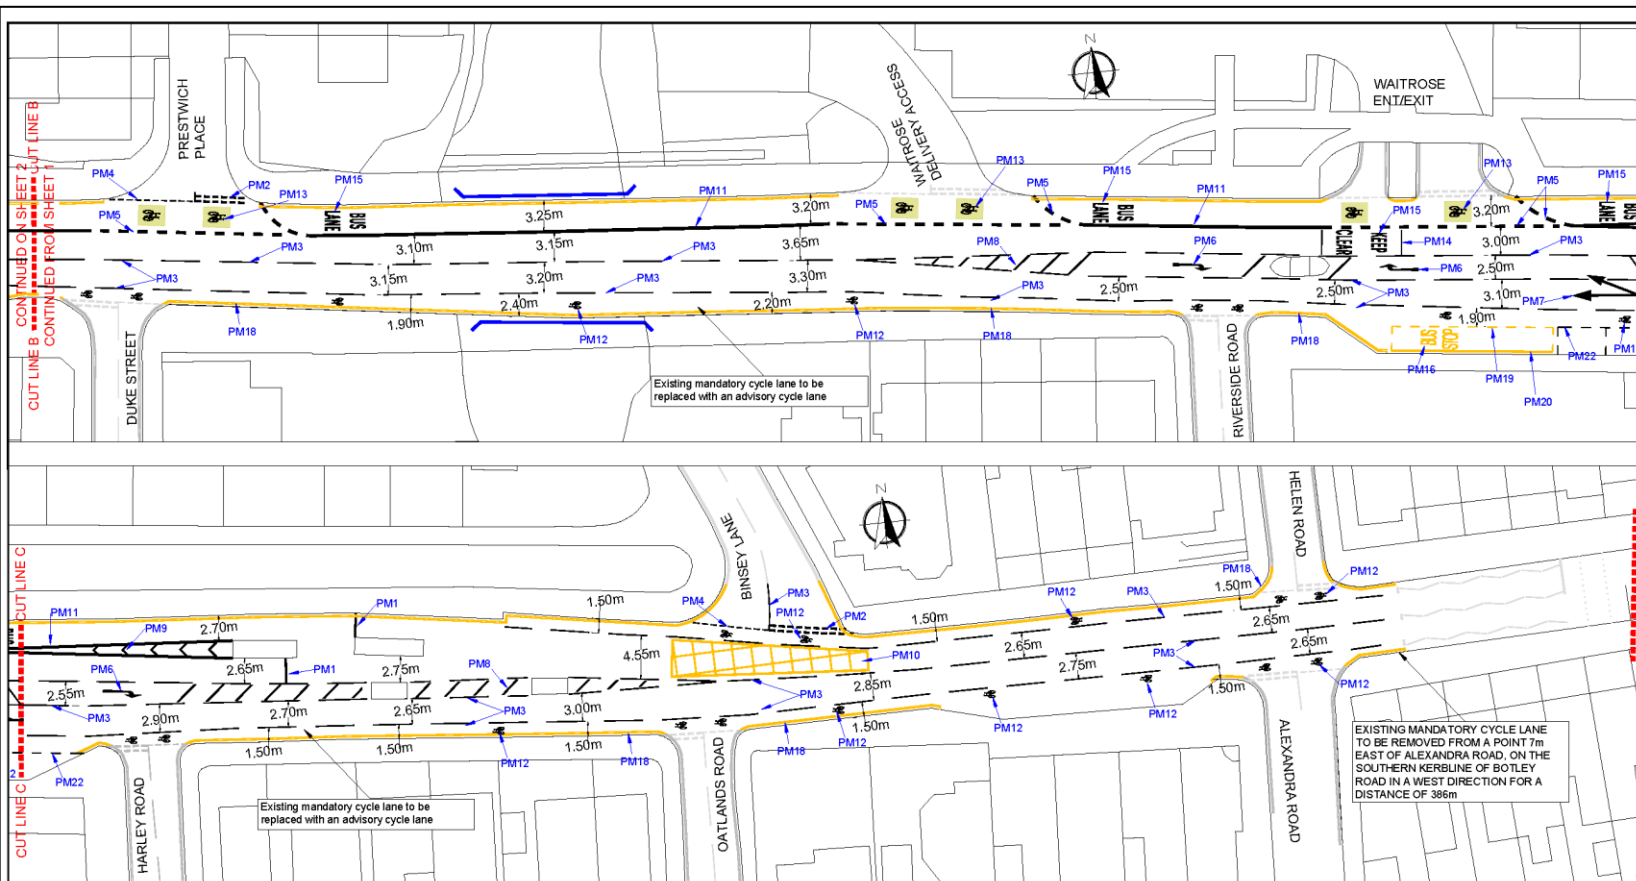 CUT LINE B CUT LINE B
CONTINUED ON SHEET 2
CONTINUED FROM SHEET 1
PRESTWICH
PLACE
WAITROSE
DELIVERY ACCESS
N
WAITROSE
ENT/EXIT
PM4
PM2
PM13
PM15
PM11
PM13
PM5
PM15
PM11
PM13
PM5
PM15
PM5
BUS
LANE
3.25m
3.20m
PM5
BUS
LANE
PM15
3.20m
BUS
LANE
PM3
3.10m
3.15m
PM3
3.65m
PM8
PM6
KEEP
CLEAR
PM14
3.00m
PM3
PM3
3.15m
3.20m
PM3
3.30m
PM3
2.50m
2.50m
PM6
2.50m
PM3
3.10m
PM7
PM18
1.90m
2.40m
PM12
2.20m
PM12
PM18
PM18
1.90m
BUS
STOP
PM16
PM19
PM22
PM1
PM20
DUKE STREET
RIVERSIDE ROAD
Existing mandatory cycle lane to be
replaced with an advisory cycle lane
CUT LINE C CUT LINE C
BINSEY LANE
N
HELEN ROAD
PM11
PM9
2.70m
PM1
1.50m
PM4
PM3
PM12
PM2
1.50m
PM12
PM3
PM18
1.50m
PM12
PM6
2.65m
PM1
2.75m
PM8
4.55m
PM10
2.65m
2.65m
2.65m
2.55m
PM3
2.90m
2.70m
2.65m
PM3
3.00m
PM3
2.85m
2.75m
PM3
1.50m
PM12
2
PM22
1.50m
1.50m
PM12
1.50m
PM18
PM18
PM12
1.50m
PM12
PM12
HARLEY ROAD
OATLANDS ROAD
ALEXANDRA ROAD
Existing mandatory cycle lane to be
replaced with an advisory cycle lane
EXISTING MANDATORY CYCLE LANE
TO BE REMOVED FROM A POINT 7m
EAST OF ALEXANDRA ROAD, ON THE
SOUTHERN KERBLINE OF BOTLEY
ROAD IN A WEST DIRECTION FOR A
DISTANCE OF 386m